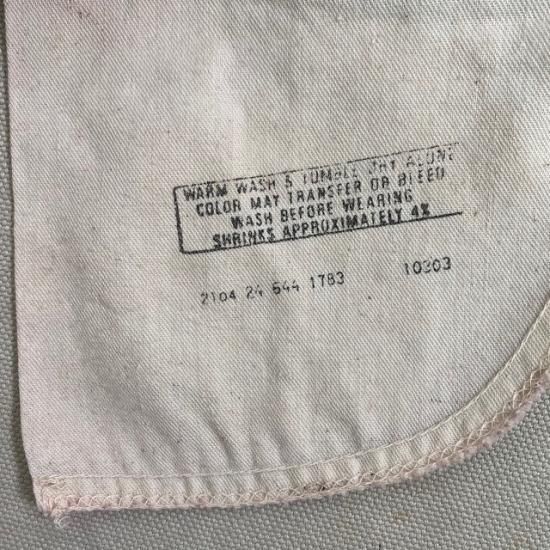 WARM WASH & TUMBLE DRY ALONE
COLOR MAY TRANSFER OR BLEED
WASH BEFORE WEARING
SHRINKS APPROXIMATELY 4%
2104 24 644 1783 10303